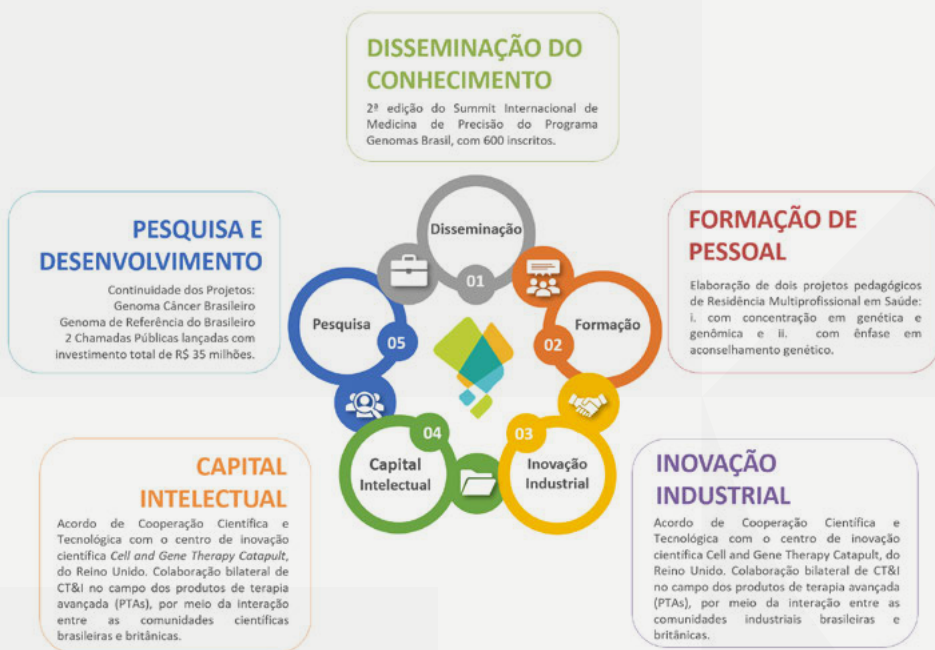 DISSEMINAÇÃO DO
CONHECIMENTO
2ª edição do Summit Internacional de
Medicina de Precisão do Programa
Genomas Brasil, com 600 inscritos.
PESQUISA E
DESENVOLVIMENTO
Continuidade dos Projetos:
Genoma Câncer Brasileiro
Genoma de Referência do Brasileiro
2 Chamadas Públicas lançadas com
investimento total de R$ 35 milhões.
Disseminação
01
FORMAÇÃO DE
PESSOAL
Elaboração de dois projetos pedagógicos
de Residência Multiprofissional em Saúde:
i. com concentração em genética e
genômica e ii. com ênfase em
aconselhamento genético.
Pesquisa
05
Formação
02
04
Capital
Intelectual
03
Inovação
Industrial
CAPITAL
INTELECTUAL
Acordo de Cooperação Científica e
Tecnológica com o centro de inovação
científica Cell and Gene Therapy Catapult,
do Reino Unido. Colaboração bilateral de
CT&I no campo dos produtos de terapia
avançada (PTAs), por meio da interação
entre as comunidades científicas
brasileiras e britânicas.
INOVAÇÃO
INDUSTRIAL
Acordo de Cooperação Científica e
Tecnológica com o centro de inovação
científica Cell and Gene Therapy Catapult, do
Reino Unido. Colaboração bilateral de CT&I
no campo dos produtos de terapia avançada
(PTAs), por meio da interação entre as
comunidades industriais brasileiras e
britânicas.